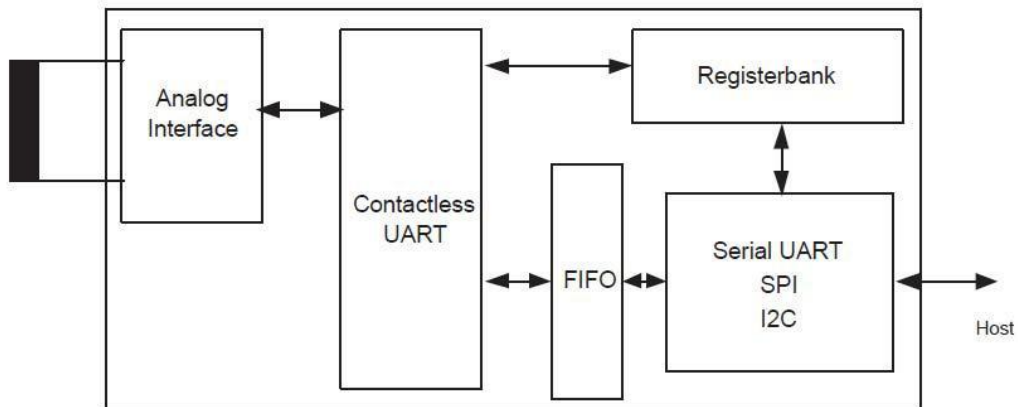 Analog
Interface
Contactless
UART
Registerbank
FIFO
Serial UART
SPI
I2C
Host